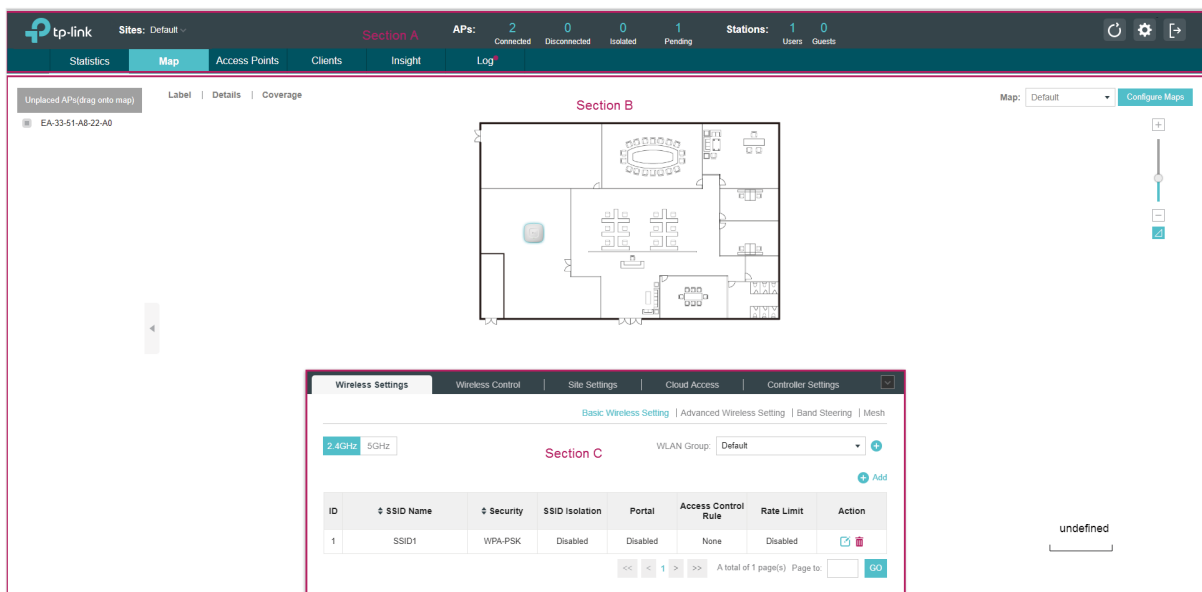 tp-link
Sites: Default
Section A
APs: 2 0 0 1 Stations: 1 0
Connected Disconnected Isolated Pending Users Guests
Statistics Map Access Points Clients Insight Log
Unplaced APs(drag onto map) Label | Details | Coverage
Section B
Map: Default Configure Maps
EA-33-51-A8-22-A0
Wireless Settings Wireless Control | Site Settings | Cloud Access | Controller Settings
Basic Wireless Setting | Advanced Wireless Setting | Band Steering | Mesh
2.4GHz 5GHz
Section C
WLAN Group: Default
Add
ID SSID Name Security SSID Isolation Portal Access Control Rule Rate Limit Action
1 SSID1 WPA-PSK Disabled Disabled None Disabled
<< < 1 > >> A total of 1 page(s) Page to: GO
undefined